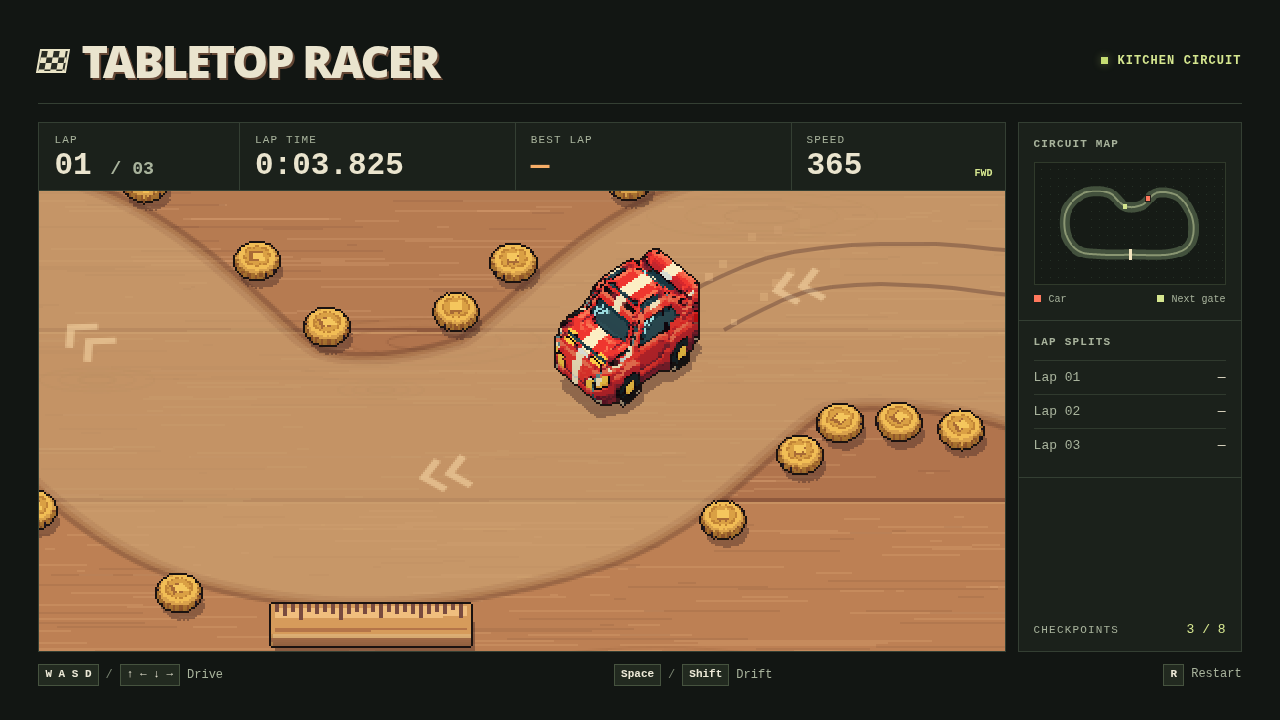 TABLETOP RACER
KITCHEN CIRCUIT
LAP
01 / 03
LAP TIME
0:03.825
BEST LAP
—
SPEED
365
FWD
CIRCUIT MAP
Car
Next gate
LAP SPLITS
Lap 01 —
Lap 02 —
Lap 03 —
CHECKPOINTS 3 / 8
W A S D / ↑ ← ↓ → Drive
Space / Shift Drift
R Restart